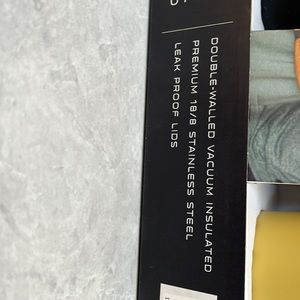 DOUBLE-WALLED VACUUM INSULATED
PREMIUM 18/8 STAINLESS STEEL
LEAK PROOF LIDS